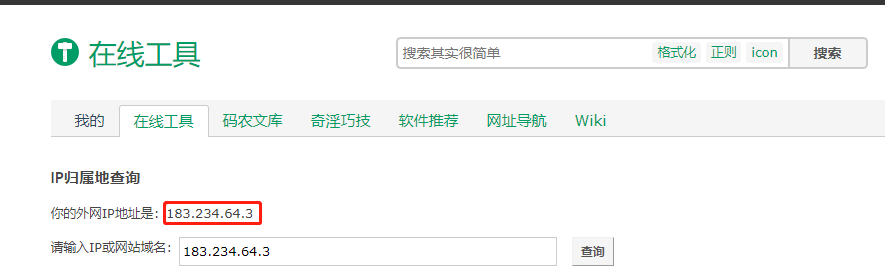 在线工具
搜索其实很简单 格式化 正则 icon 搜索
我的 在线工具 码农文库 奇淫巧技 软件推荐 网址导航 Wiki
IP归属地查询
你的外网IP地址是：183.234.64.3
请输入IP或网站域名： 183.234.64.3 查询